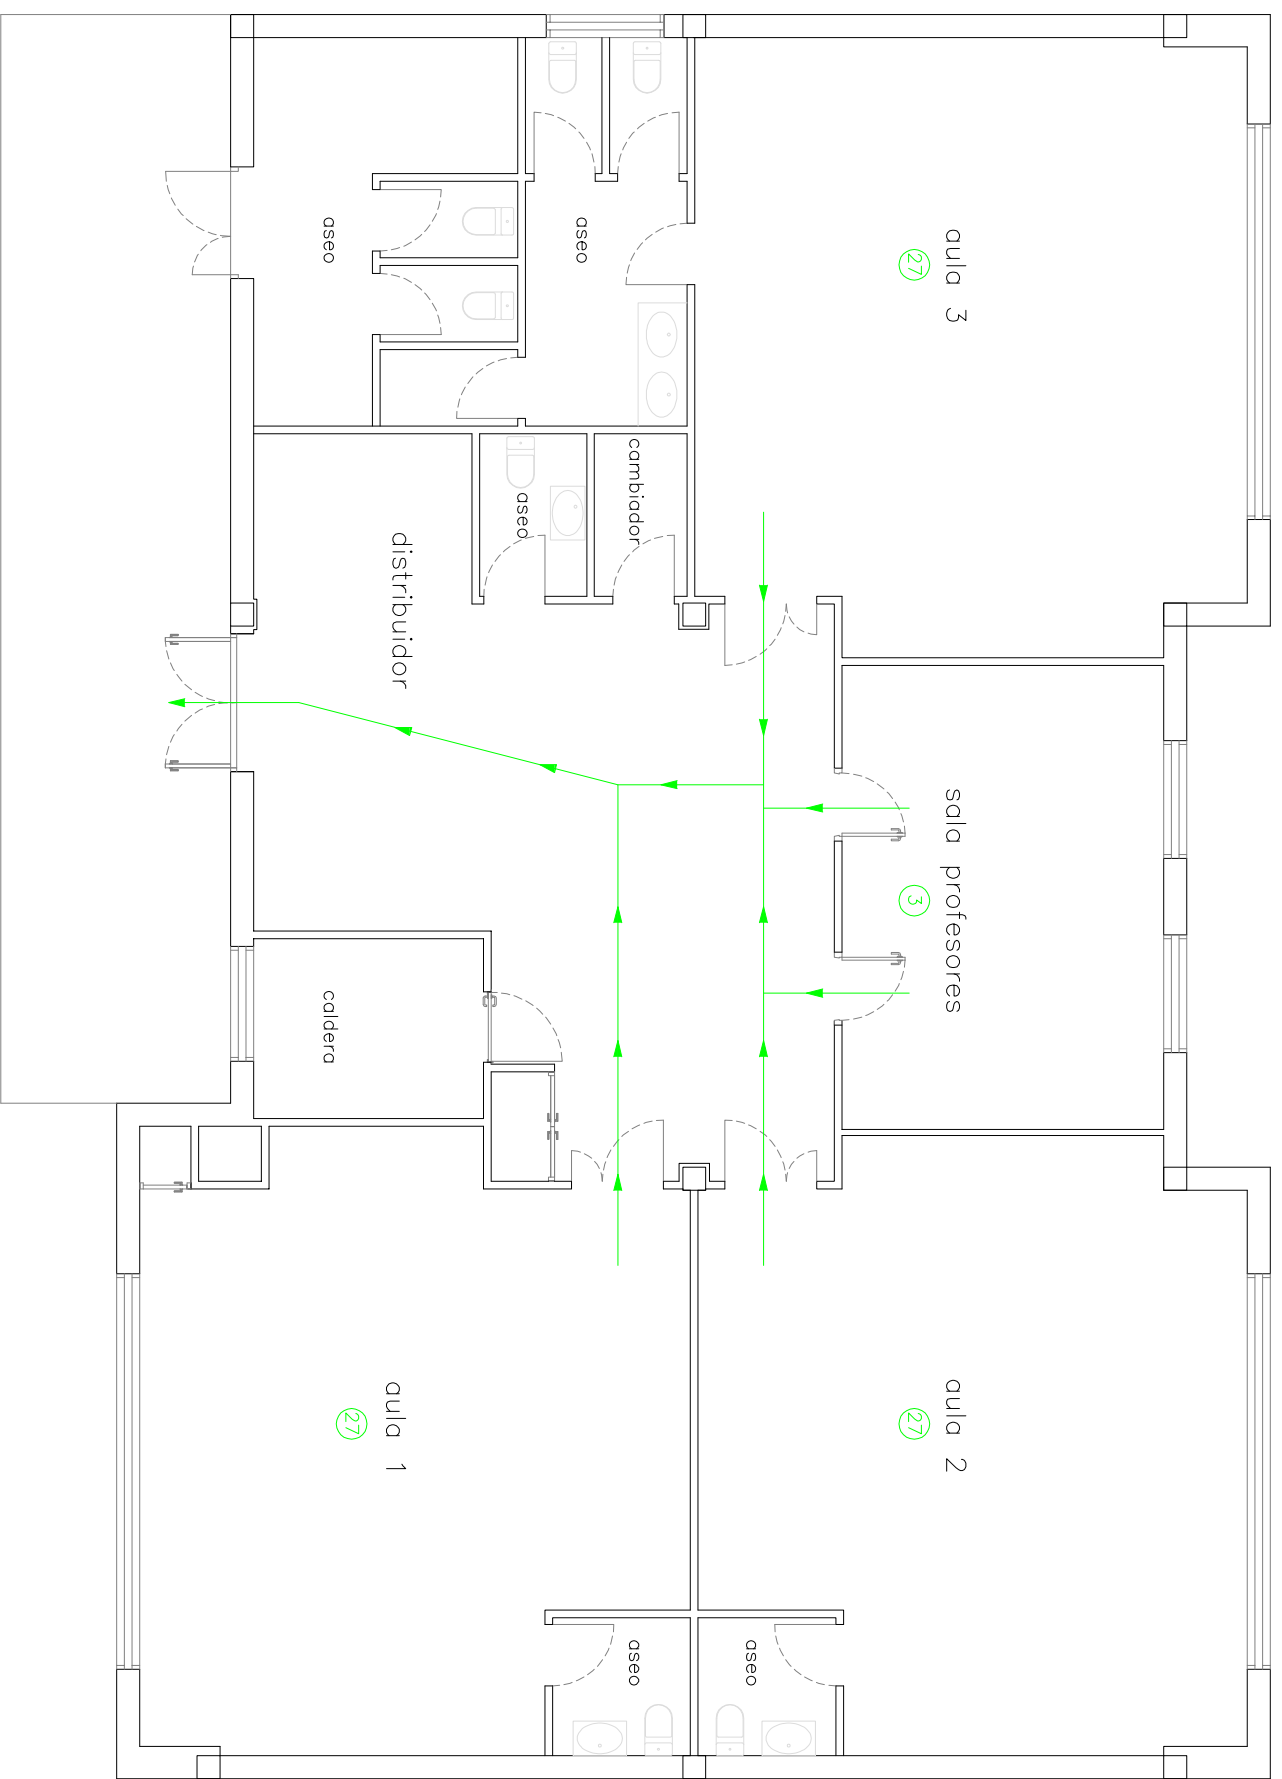 aula 3
27
sala profesores
3
aula 2
27
aseo
aseo
cambiador
aseo
distribuidor
caldera
aula 1
27
aseo
aseo